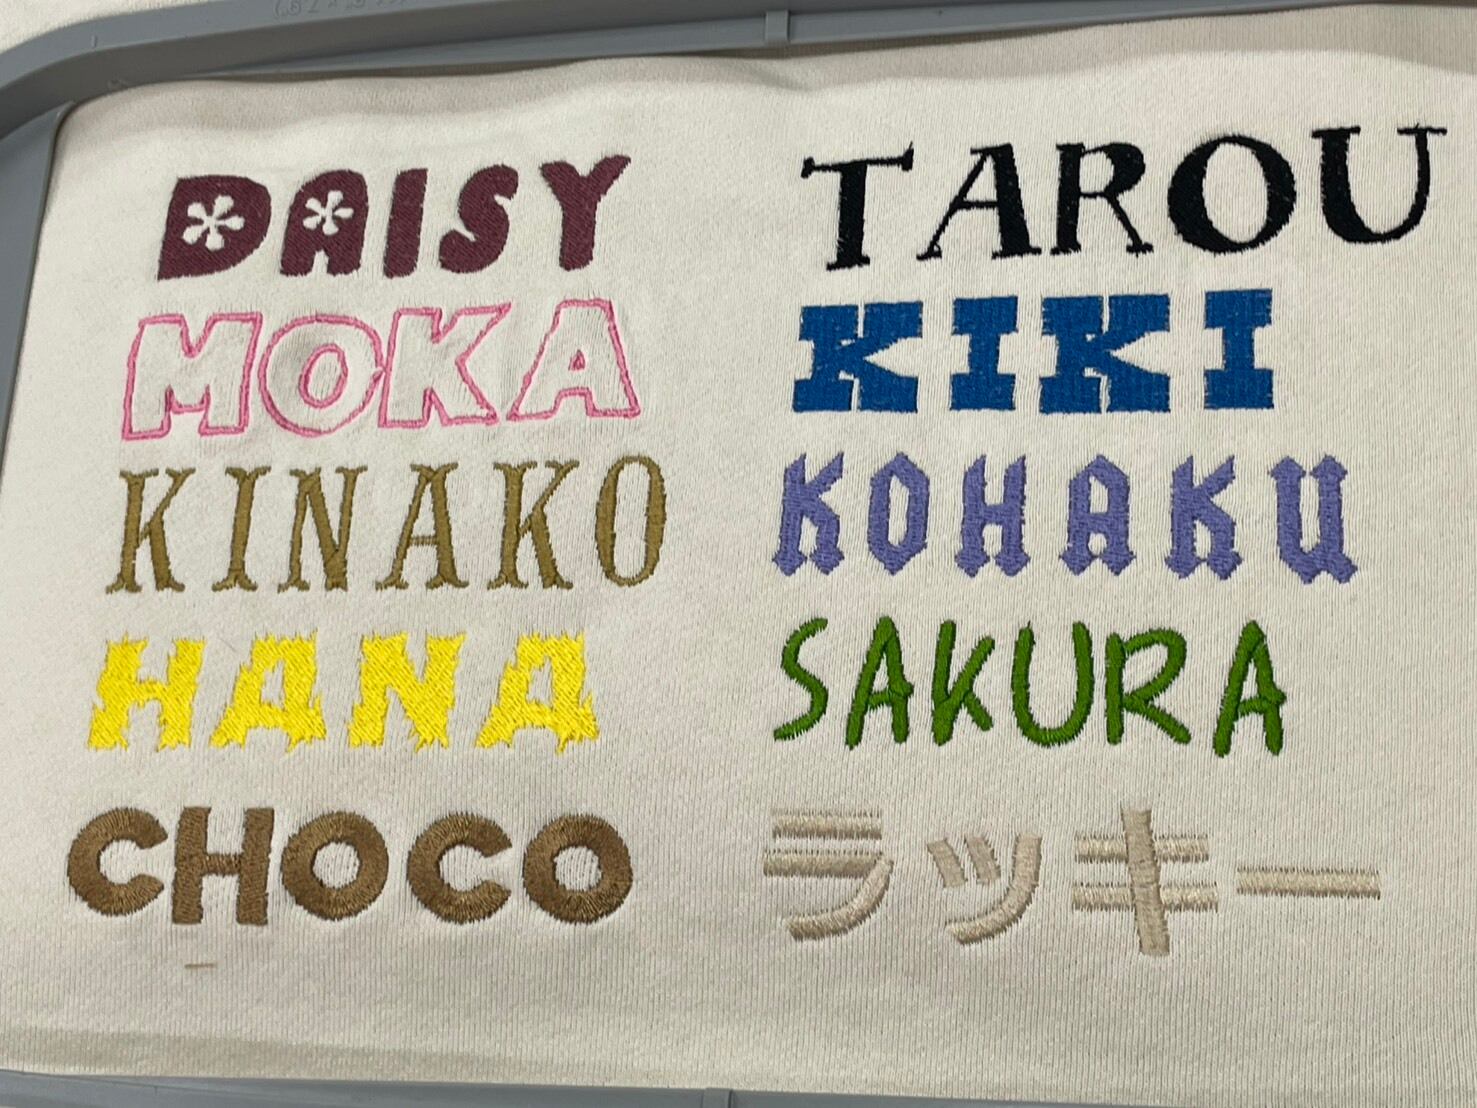 DAISY
MOKA
KINAKO
HANA
CHOCO
TAROU
KIKI
KOHAKU
SAKURA
ラッキー